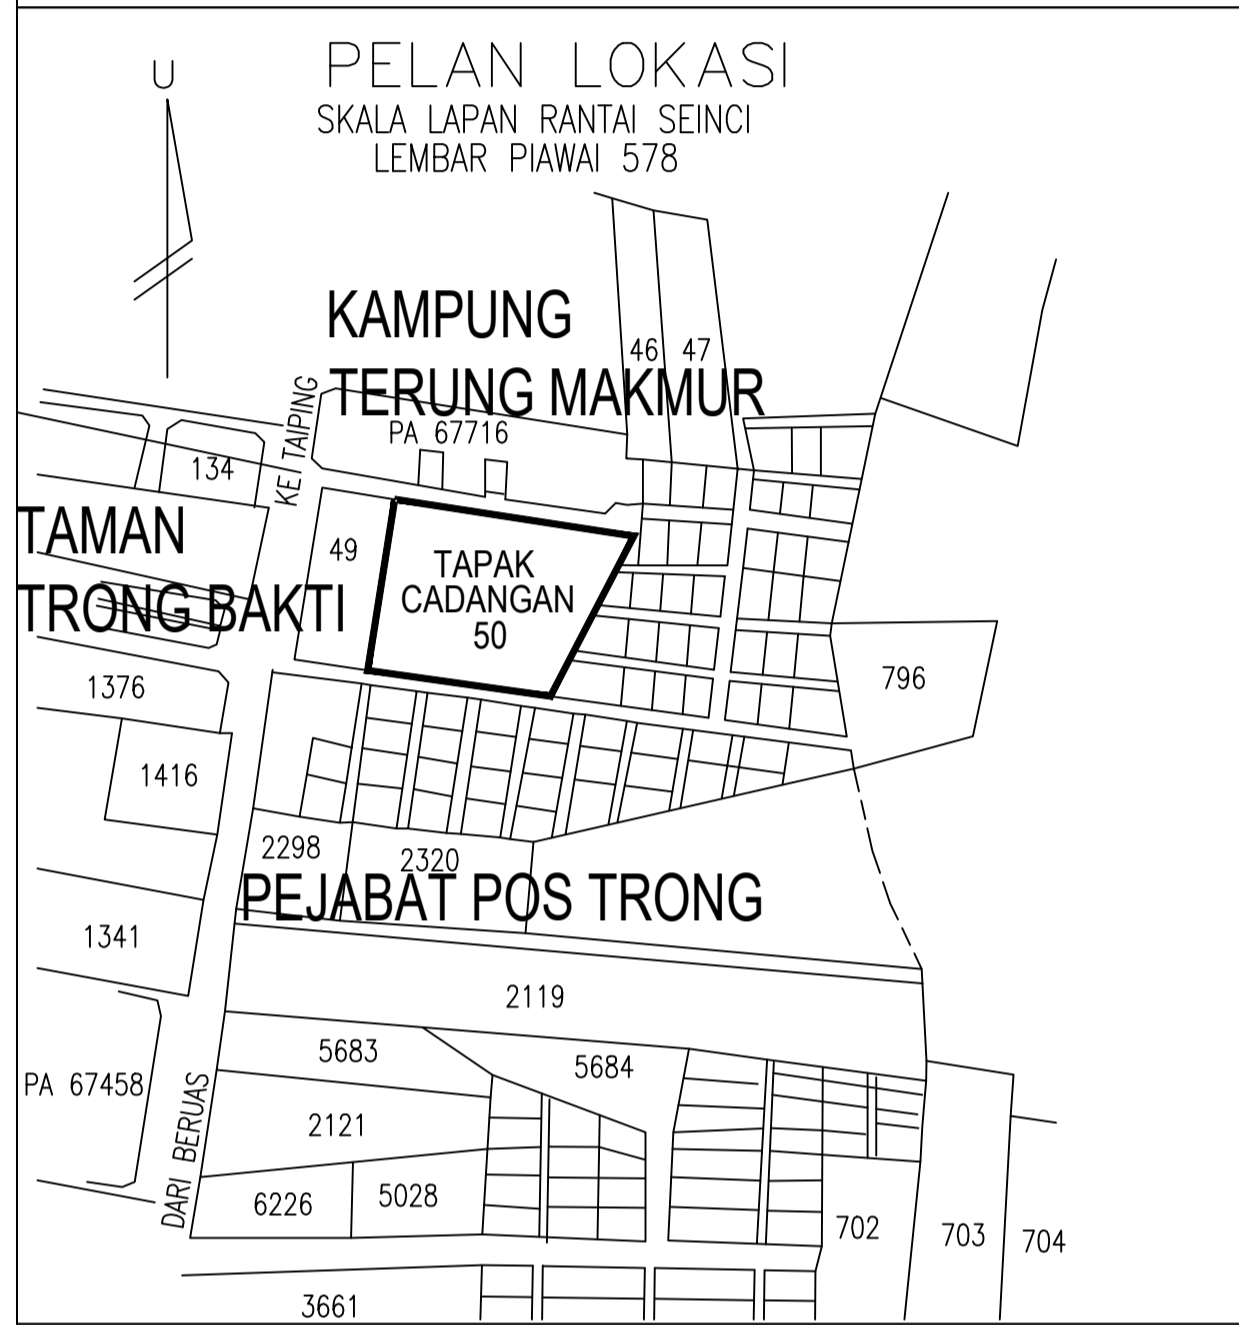 PELAN LOKASI
U
SKALA LAPAN RANTAI SEINCI
LEMBAR PIAWAI 578
KAMPUNG
TERUNG MAKMUR
46
47
KE TAIPING
PA 67716
134
TAMAN
TRONG BAKTI
49
TAPAK
CADANGAN
50
1376
796
1416
2298
2320
PEJABAT POS TRONG
1341
2119
5683
5684
PA 67458
2121
DARI BERUAS
6226
5028
702
703
704
3661